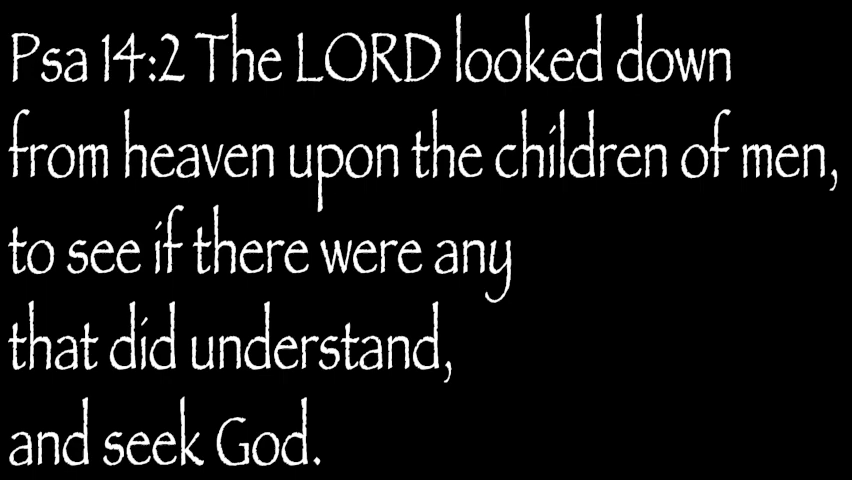 Psa 14:2 The LORD looked down
from heaven upon the children of men,
to see if there were any
that did understand,
and seek God.